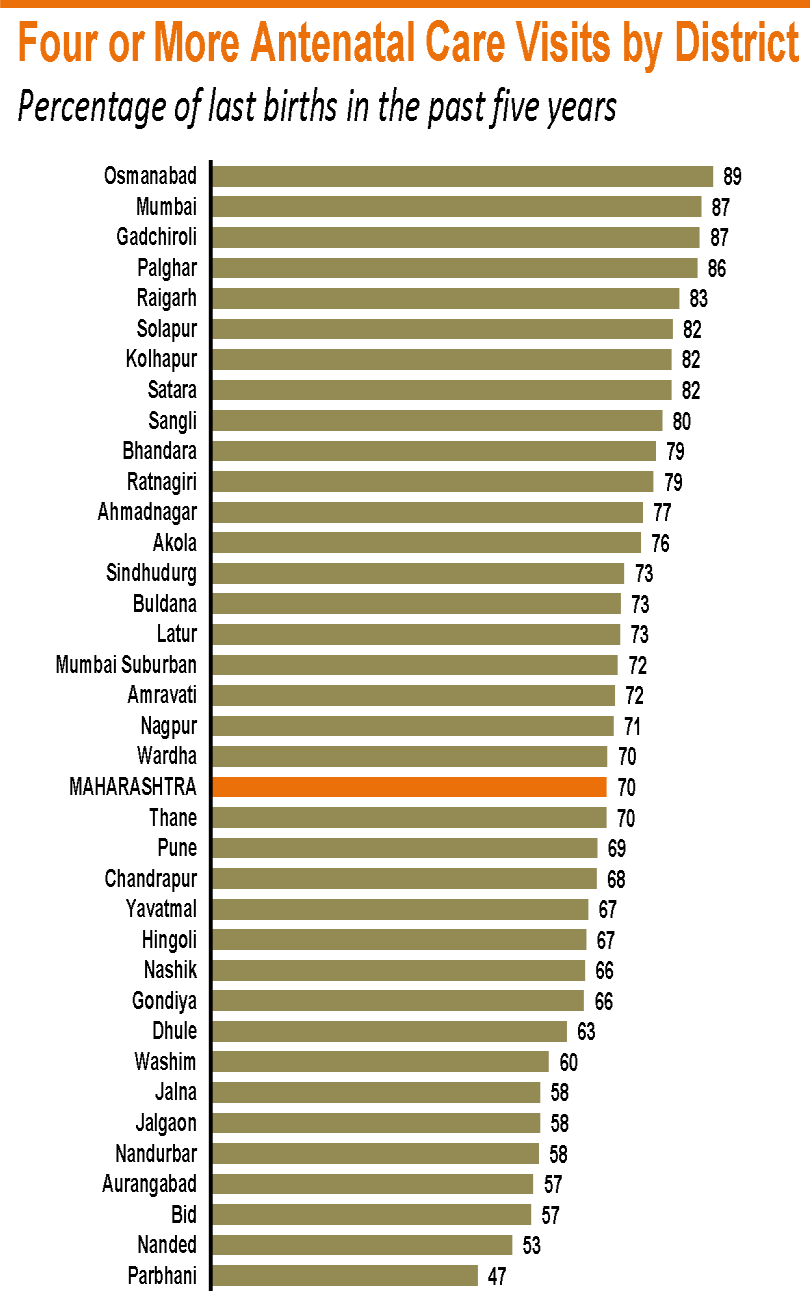 Four or More Antenatal Care Visits by District
Percentage of last births in the past five years
Osmanabad 89
Mumbai 87
Gadchiroli 87
Palghar 86
Raigarh 83
Solapur 82
Kolhapur 82
Satara 82
Sangli 80
Bhandara 79
Ratnagiri 79
Ahmadnagar 77
Akola 76
Sindhudurg 73
Buldana 73
Latur 73
Mumbai Suburban 72
Amravati 72
Nagpur 71
Wardha 70
MAHARASHTRA 70
Thane 70
Pune 69
Chandrapur 68
Yavatmal 67
Hingoli 67
Nashik 66
Gondiya 66
Dhule 63
Washim 60
Jalna 58
Jalgaon 58
Nandurbar 58
Aurangabad 57
Bid 57
Nanded 53
Parbhani 47